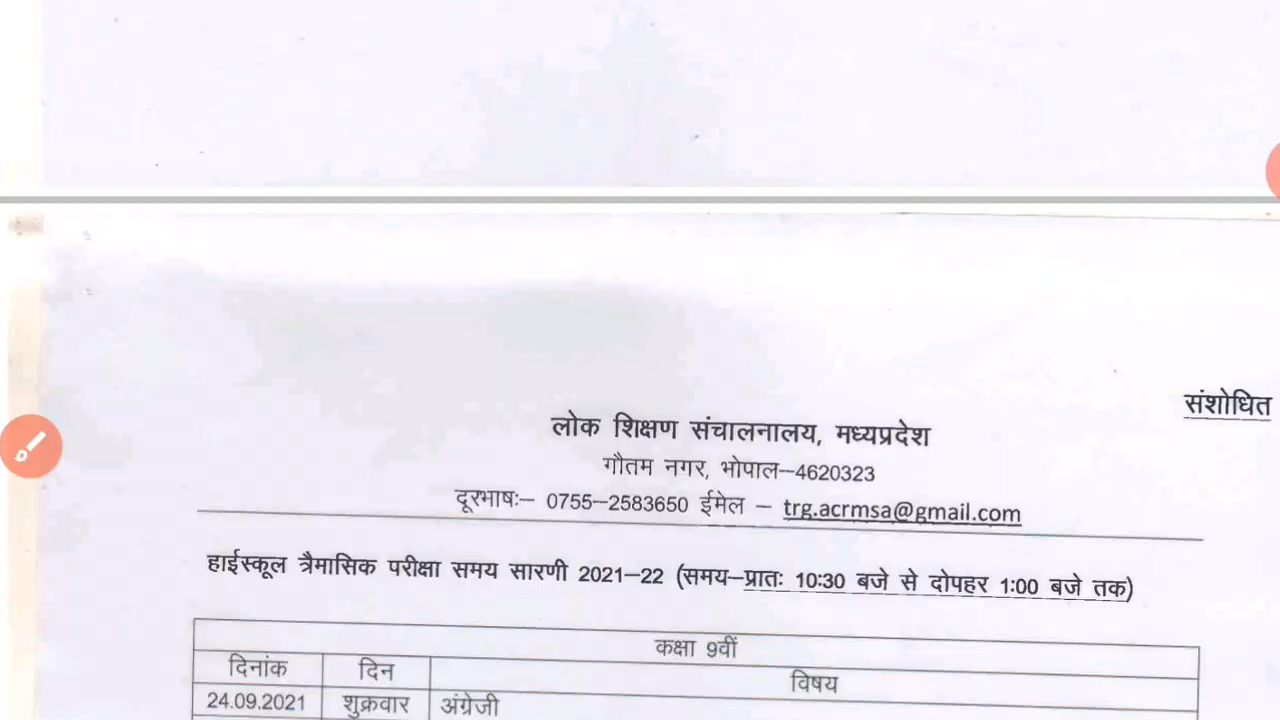 संशोधित
लोक शिक्षण संचालनालय, मध्यप्रदेश
गौतम नगर, भोपाल–4620323
दूरभाषः– 0755–2583650 ईमेल – trg.acrmsa@gmail.com
हाईस्कूल त्रैमासिक परीक्षा समय सारणी 2021–22 (समय–प्रातः 10:30 बजे से दोपहर 1:00 बजे तक)
कक्षा 9वीं
दिनांक दिन विषय
24.09.2021 शुक्रवार अंग्रेजी